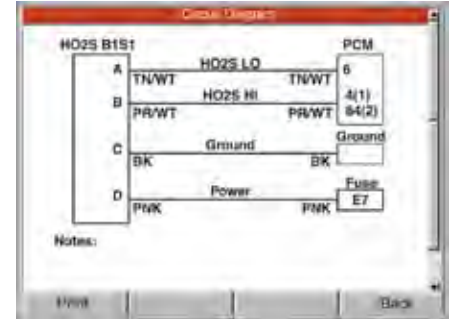 Circuit Diagram
HO2S B1S1 PCM
A HO2S LO 6
TN/WT TN/WT
B HO2S HI 4(1)
PR/WT PR/WT 84(2)
C Ground Ground
BK BK
D Power Fuse
PNK PNK E7
Notes:
Print Back